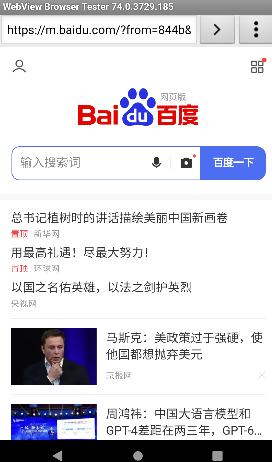 WebView Browser Tester 74.0.3729.185
https://m.baidu.com/?from=844b&
网页版
Bai du 百度
输入搜索词
百度一下
总书记植树时的讲话描绘美丽中国新画卷
置顶 新华网
用最高礼遇！尽最大努力！
置顶 环球网
以国之名佑英雄，以法之剑护英烈
央视网
马斯克：美政策过于强硬，使
他国都想抛弃美元
京报网
周鸿祎：中国大语言模型和
GPT-4差距在两三年，GPT-6...